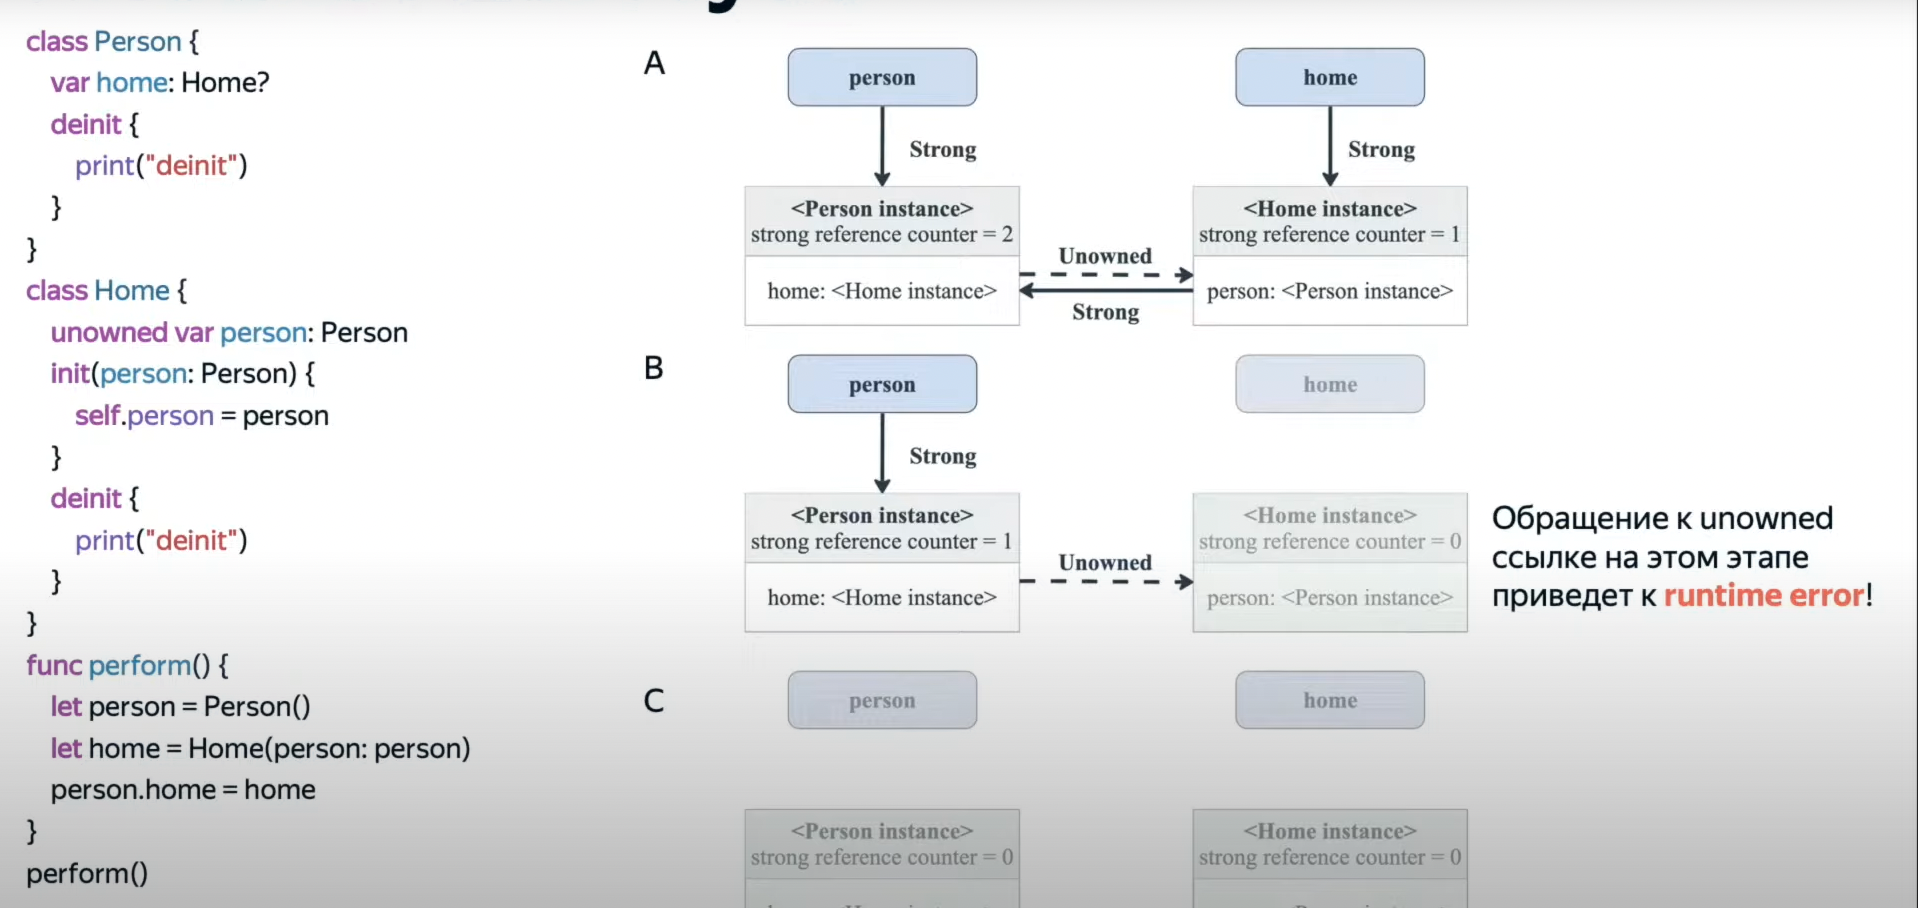 class Person {
var home: Home?
deinit {
print("deinit")
}
}
class Home {
unowned var person: Person
init(person: Person) {
self.person = person
}
deinit {
print("deinit")
}
}
func perform() {
let person = Person()
let home = Home(person: person)
person.home = home
}
perform()
A
person
home
Strong
Strong
<Person instance>
strong reference counter = 2
home: <Home instance>
Unowned
Strong
<Home instance>
strong reference counter = 1
person: <Person instance>
B
person
home
Strong
<Person instance>
strong reference counter = 1
home: <Home instance>
Unowned
<Home instance>
strong reference counter = 0
person: <Person instance>
Обращение к unowned
ссылке на этом этапе
приведет к runtime error!
C
person
home
<Person instance>
strong reference counter = 0
<Home instance>
strong reference counter = 0